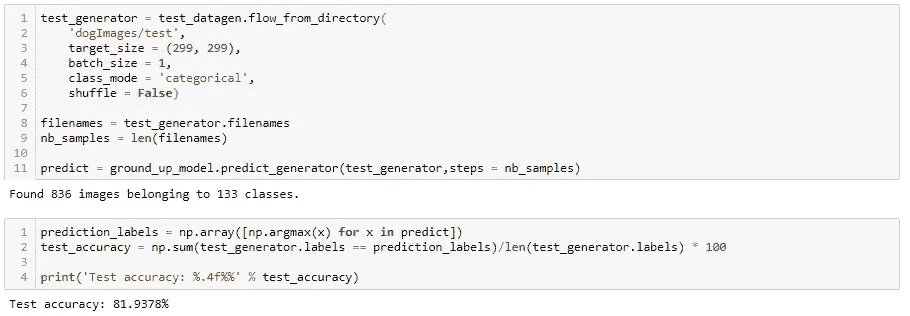 1 test_generator = test_datagen.flow_from_directory(
2     'dogImages/test',
3     target_size = (299, 299),
4     batch_size = 1,
5     class_mode = 'categorical',
6     shuffle = False)
7
8 filenames = test_generator.filenames
9 nb_samples = len(filenames)
10
11 predict = ground_up_model.predict_generator(test_generator,steps = nb_samples)
Found 836 images belonging to 133 classes.
1 prediction_labels = np.array([np.argmax(x) for x in predict])
2 test_accuracy = np.sum(test_generator.labels == prediction_labels)/len(test_generator.labels) * 100
3
4 print('Test accuracy: %.4f%%' % test_accuracy)
Test accuracy: 81.9378%